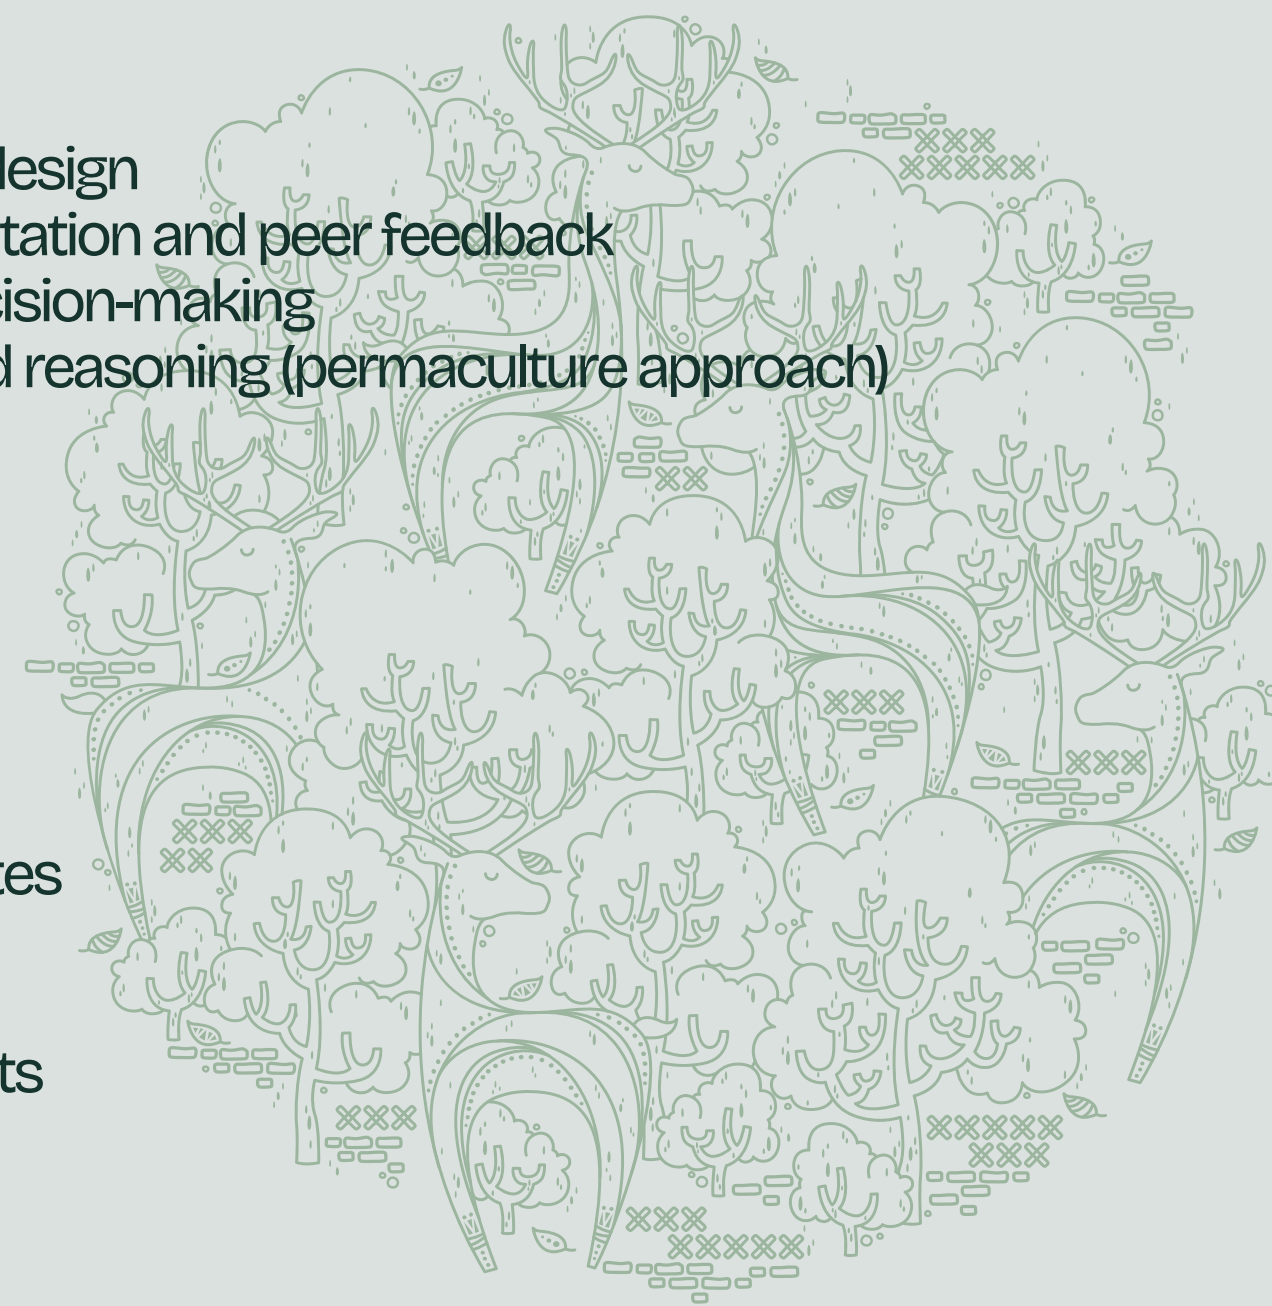 design
tation and peer feedback
cision-making
d reasoning (permaculture approach)
tes
ts